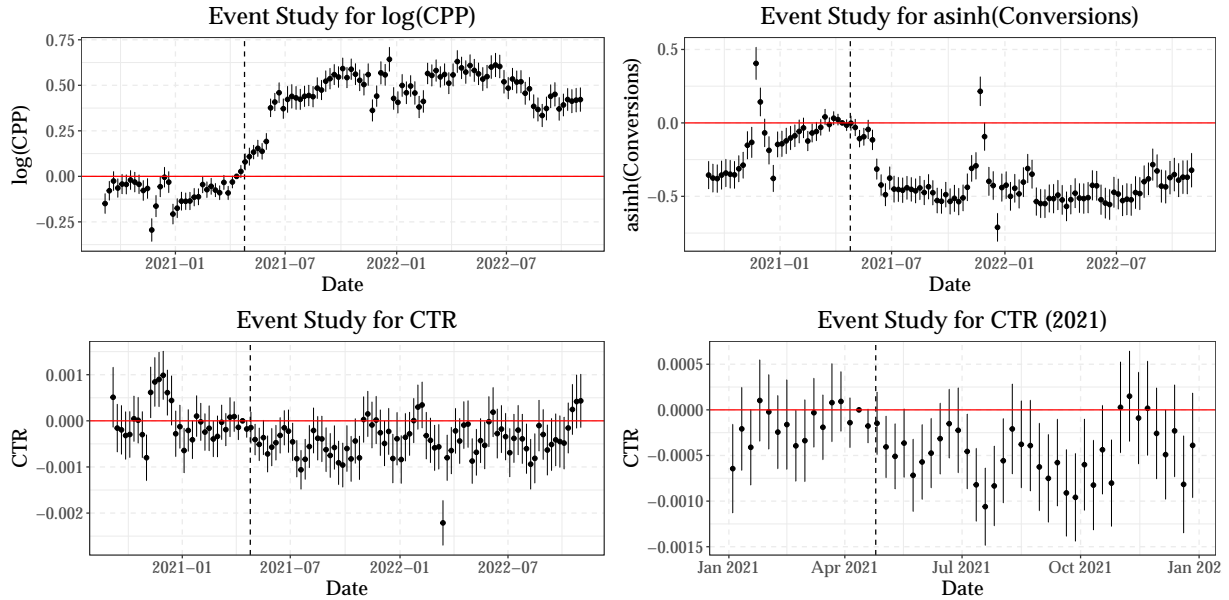 Event Study for log(CPP)
log(CPP)
0.75
0.50
0.25
0.00
−0.25
2021−01
2021−07
2022−01
2022−07
Date
Event Study for asinh(Conversions)
asinh(Conversions)
0.5
0.0
−0.5
2021−01
2021−07
2022−01
2022−07
Date
Event Study for CTR
CTR
0.001
0.000
−0.001
−0.002
2021−01
2021−07
2022−01
2022−07
Date
Event Study for CTR (2021)
CTR
0.0005
0.0000
−0.0005
−0.0010
−0.0015
Jan 2021
Apr 2021
Jul 2021
Oct 2021
Jan 202
Date